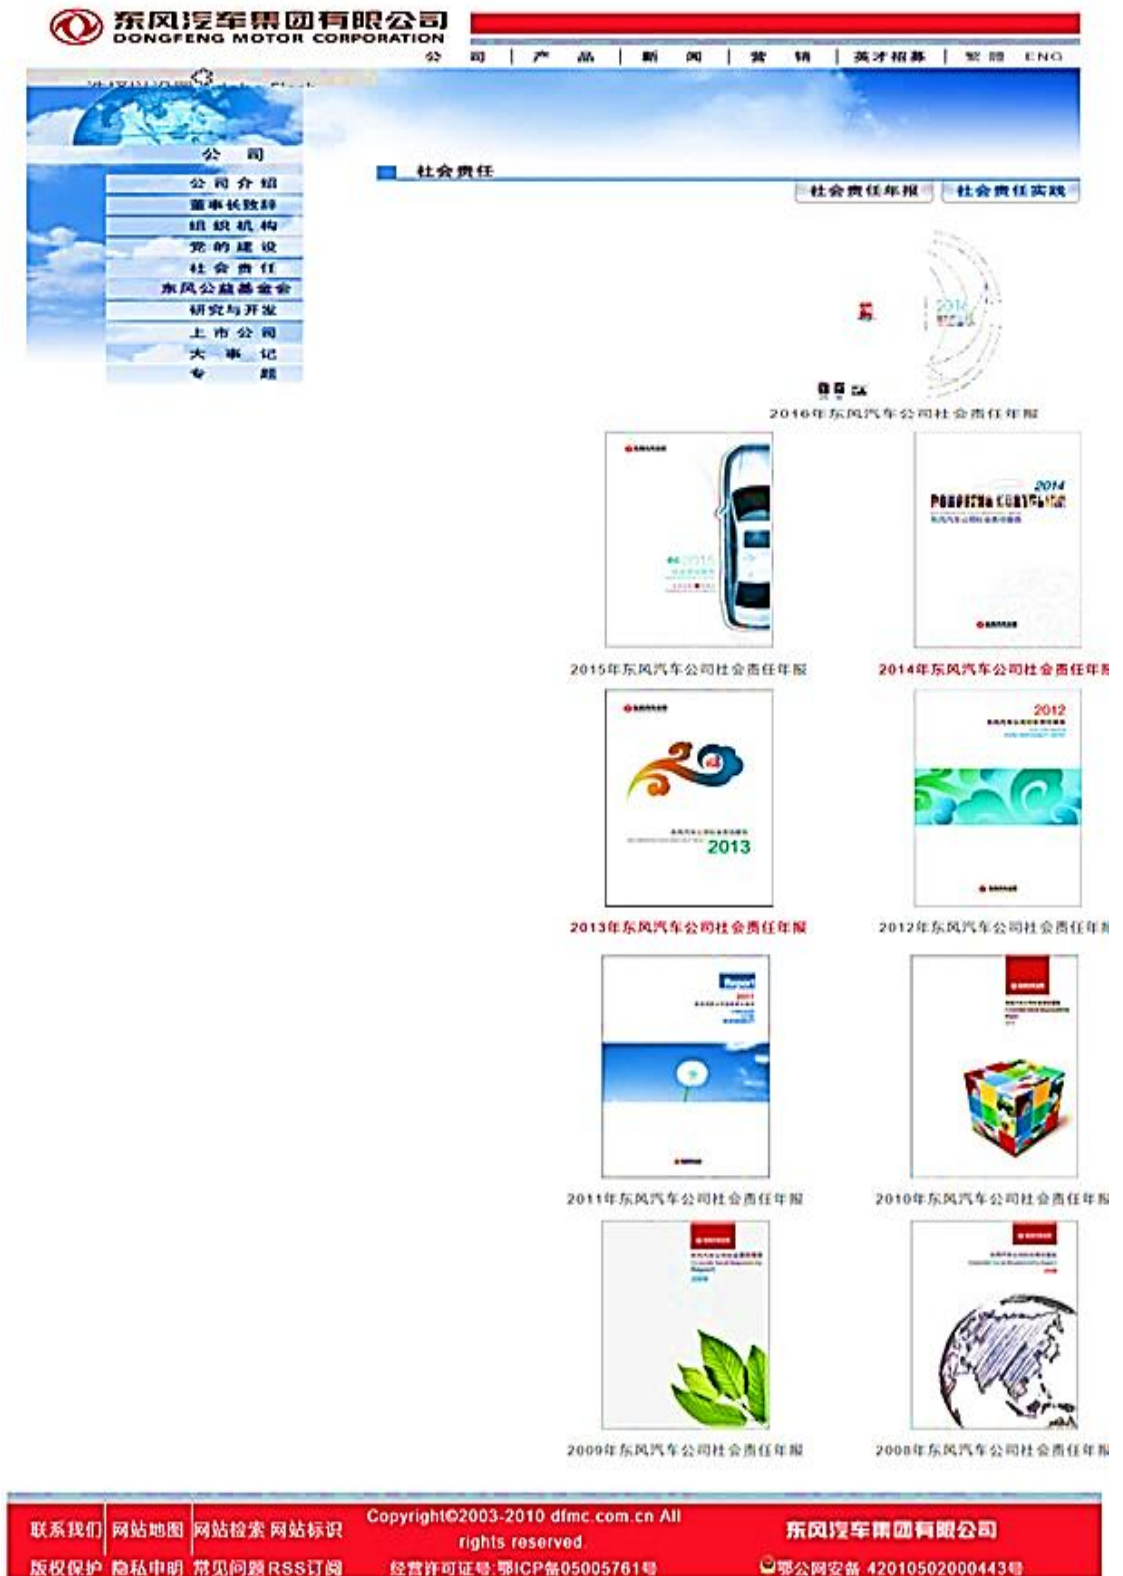 东风汽车集团有限公司
DONGFENG MOTOR CORPORATION
公 司 | 产 品 | 新 闻 | 营 销 | 英才招募 | 繁體 ENG
公 司
公司介绍
董事长致辞
组织机构
党的建设
社会责任
东风公益基金会
研究与开发
上市公司
大事记
专 题
社会责任
社会责任年报 社会责任实践
2016
2016年东风汽车公司社会责任年报
2015
2014
2015年东风汽车公司社会责任年报 2014年东风汽车公司社会责任年报
2013
2012
2013年东风汽车公司社会责任年报 2012年东风汽车公司社会责任年报
Report
2011
2011年东风汽车公司社会责任年报 2010年东风汽车公司社会责任年报
2009年东风汽车公司社会责任年报 2008年东风汽车公司社会责任年报
联系我们 网站地图 网站检索 网站标识
版权保护 隐私申明 常见问题 RSS订阅
Copyright©2003-2010 dfmc.com.cn All
rights reserved.
经营许可证号:鄂ICP备05005761号
东风汽车集团有限公司
鄂公网安备 42010502000443号